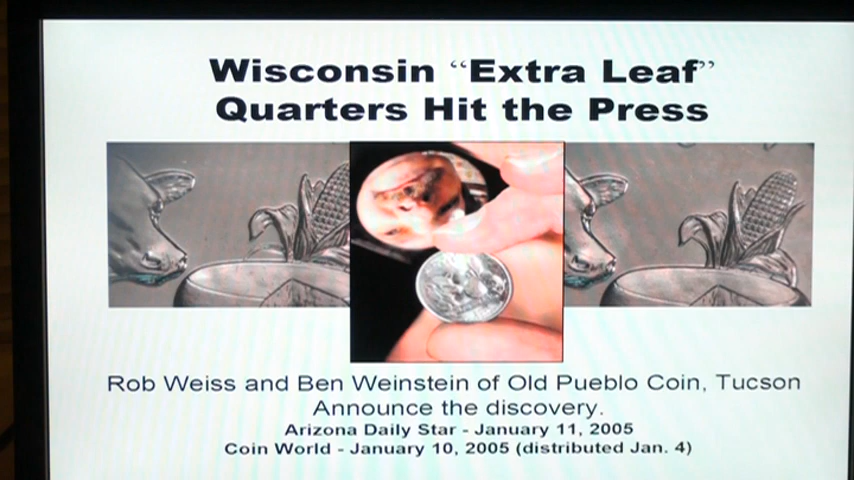 Wisconsin “Extra Leaf”
Quarters Hit the Press
Rob Weiss and Ben Weinstein of Old Pueblo Coin, Tucson
Announce the discovery.
Arizona Daily Star - January 11, 2005
Coin World - January 10, 2005 (distributed Jan. 4)